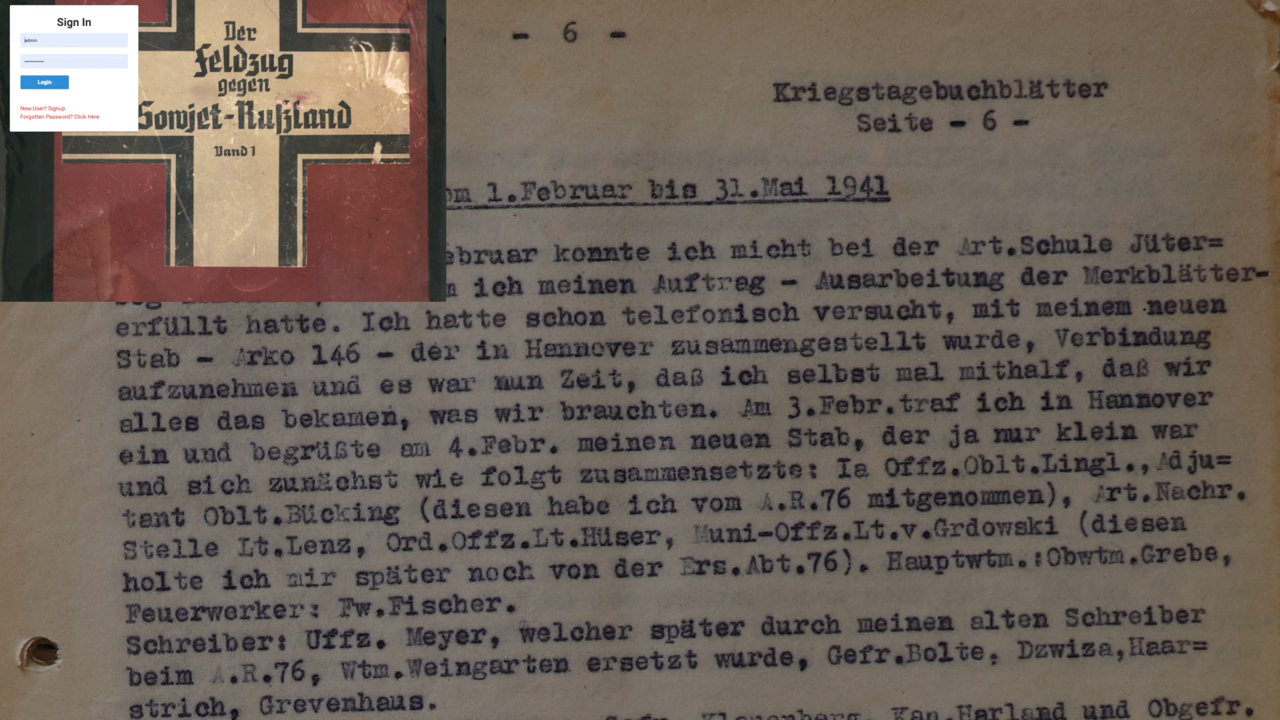 Sign In
admin
Login
New User? Signup
Forgotten Password? Click Here
Der
Feldzug
gegen
Sowjet-Rußland
Band 1
- 6 -
Kriegstagebuchblätter
Seite - 6 -
1.Februar bis 31.Mai 1941
konnte ich micht bei der Art.Schule Jüter=
ich meinen Auftrag - Ausarbeitung der Merkblätter-
erfüllt hatte. Ich hatte schon telefonisch versucht, mit meinem neuen
Stab - Arko 146 - der in Hannover zusammengestellt wurde, Verbindung
aufzunehmen und es war nun Zeit, daß ich selbst mal mithalf, daß wir
alles das bekamen, was wir brauchten. Am 3.Febr.traf ich in Hannover
ein und begrüßte am 4.Febr. meinen neuen Stab, der ja nur klein war
und sich zunächst wie folgt zusammensetzte: Ia Offz.Oblt.Lingl.,Adju=
tant Oblt.Bücking (diesen habe ich vom A.R.76 mitgenommen), Art.Nachr.
Stelle Lt.Lenz, Ord.Offz.Lt.Hüser, Muni-Offz.Lt.v.Grdowski (diesen
holte ich mir später noch von der Ers.Abt.76). Hauptwtm.:Obwtm.Grebe,
Feuerwerker: Fw.Fischer.
Schreiber: Uffz. Meyer, welcher später durch meinen alten Schreiber
beim A.R.76, Wtm.Weingarten ersetzt wurde, Gefr.Bolte, Dzwiza,Haar=
strich, Grevenhaus.
Kan.Harland und Obgefr.